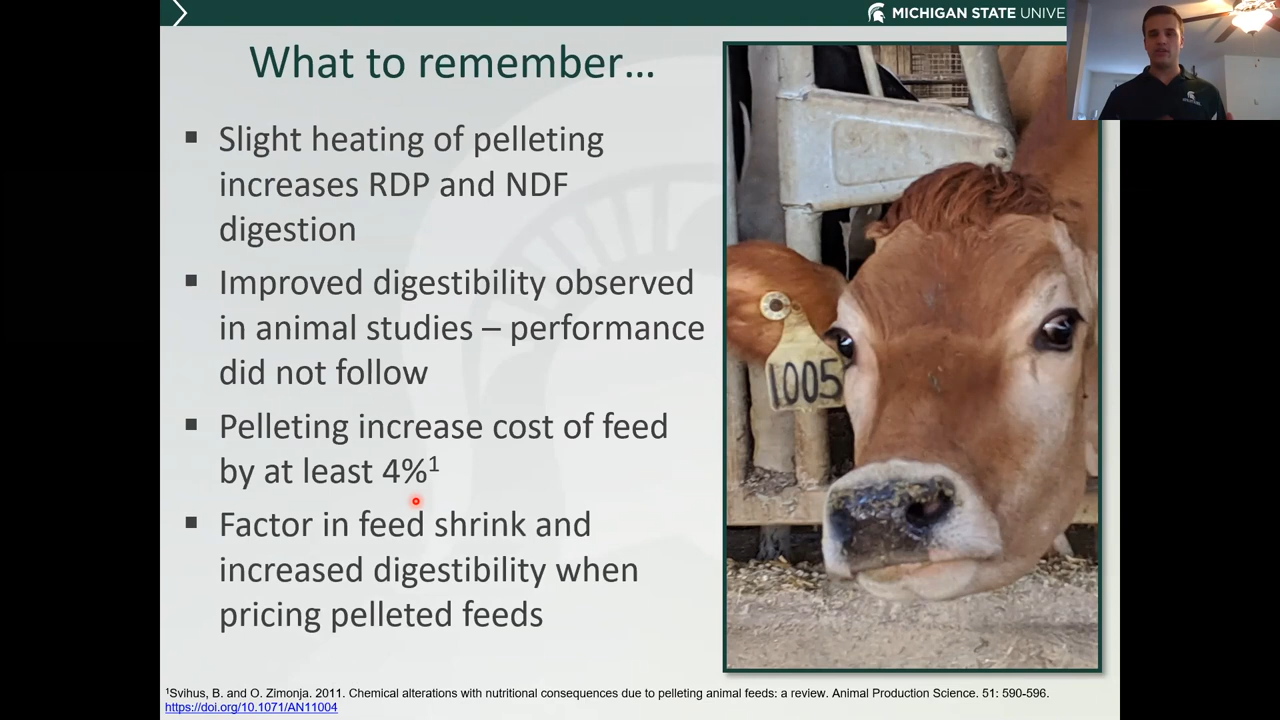 MICHIGAN STATE UNIVE
What to remember…
▪ Slight heating of pelleting
increases RDP and NDF
digestion
▪ Improved digestibility observed
in animal studies – performance
did not follow
▪ Pelleting increase cost of feed
by at least 4%¹
▪ Factor in feed shrink and
increased digestibility when
pricing pelleted feeds
1005
¹Svihus, B. and O. Zimonja. 2011. Chemical alterations with nutritional consequences due to pelleting animal feeds: a review. Animal Production Science. 51: 590-596.
https://doi.org/10.1071/AN11004